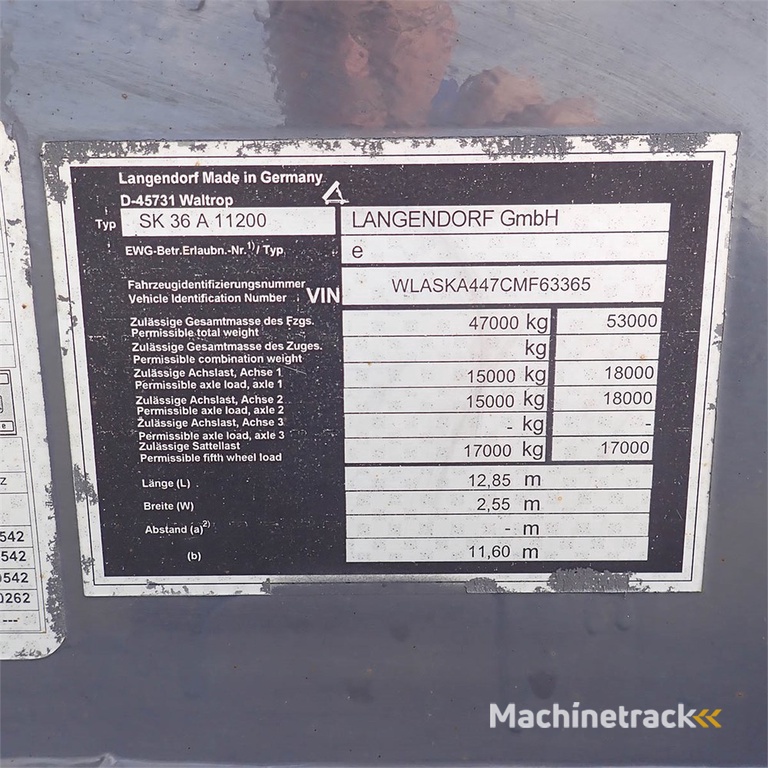 Langendorf Made in Germany
D-45731 Waltrop
Typ SK 36 A 11200 LANGENDORF GmbH
EWG-Betr.Erlaubn.-Nr.1) / Typ e
Fahrzeugidentifizierungsnummer
Vehicle Identification Number VIN WLASKA447CMF63365
Zulässige Gesamtmasse des Fzgs.
Permissible total weight 47000 kg 53000
Zulässige Gesamtmasse des Zuges.
Permissible combination weight kg
Zulässige Achslast, Achse 1
Permissible axle load, axle 1 15000 kg 18000
Zulässige Achslast, Achse 2
Permissible axle load, axle 2 15000 kg 18000
Zulässige Achslast, Achse 3
Permissible axle load, axle 3 - kg -
Zulässige Sattellast
Permissible fifth wheel load 17000 kg 17000
Länge (L) 12,85 m
Breite (W) 2,55 m
Abstand (a)2) - m
(b) 11,60 m
z
542
542
0542
0262
---
Machinetrack